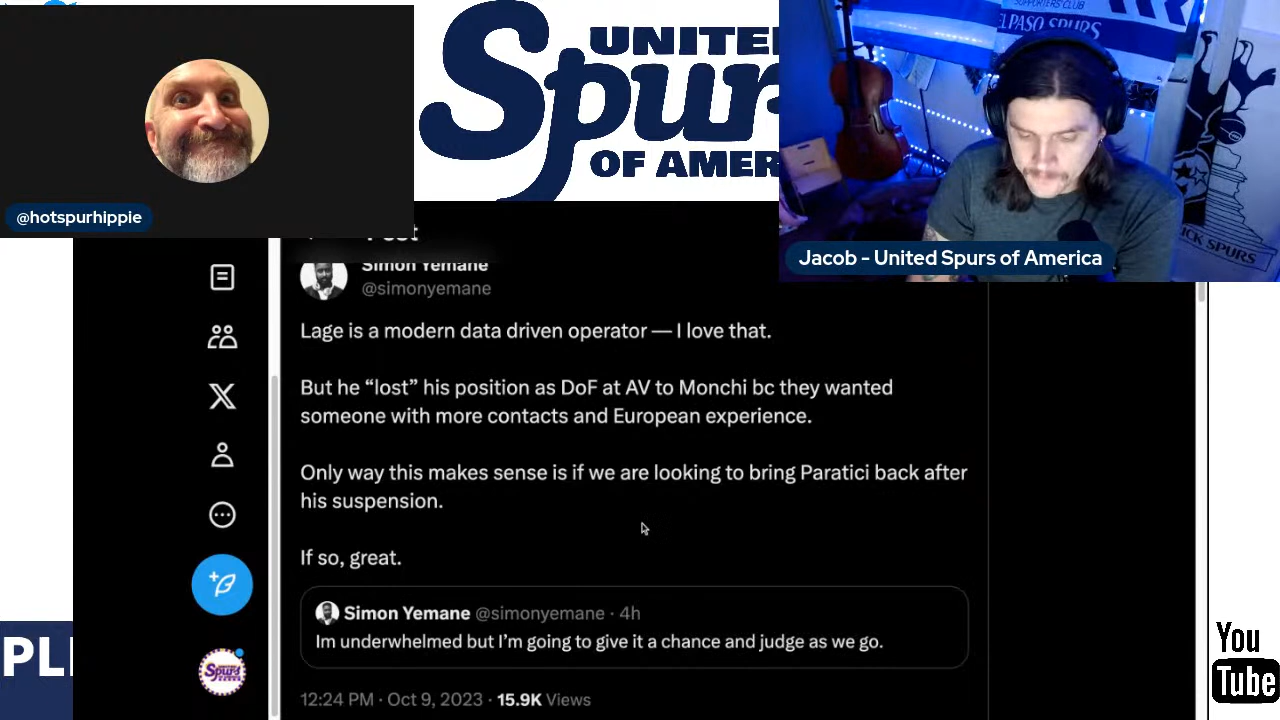 UNITE
Spur
OF AMER
SUPPORTERS' CLUB
EL PASO SPURS
ICK SPURS
@hotspurhippie
Jacob - United Spurs of America
Post
Simon Yemane
@simonyemane
Lage is a modern data driven operator — I love that.
But he “lost” his position as DoF at AV to Monchi bc they wanted
someone with more contacts and European experience.
Only way this makes sense is if we are looking to bring Paratici back after
his suspension.
If so, great.
Simon Yemane @simonyemane · 4h
Im underwhelmed but I’m going to give it a chance and judge as we go.
12:24 PM · Oct 9, 2023 · 15.9K Views
PL
Spurs
You
Tube